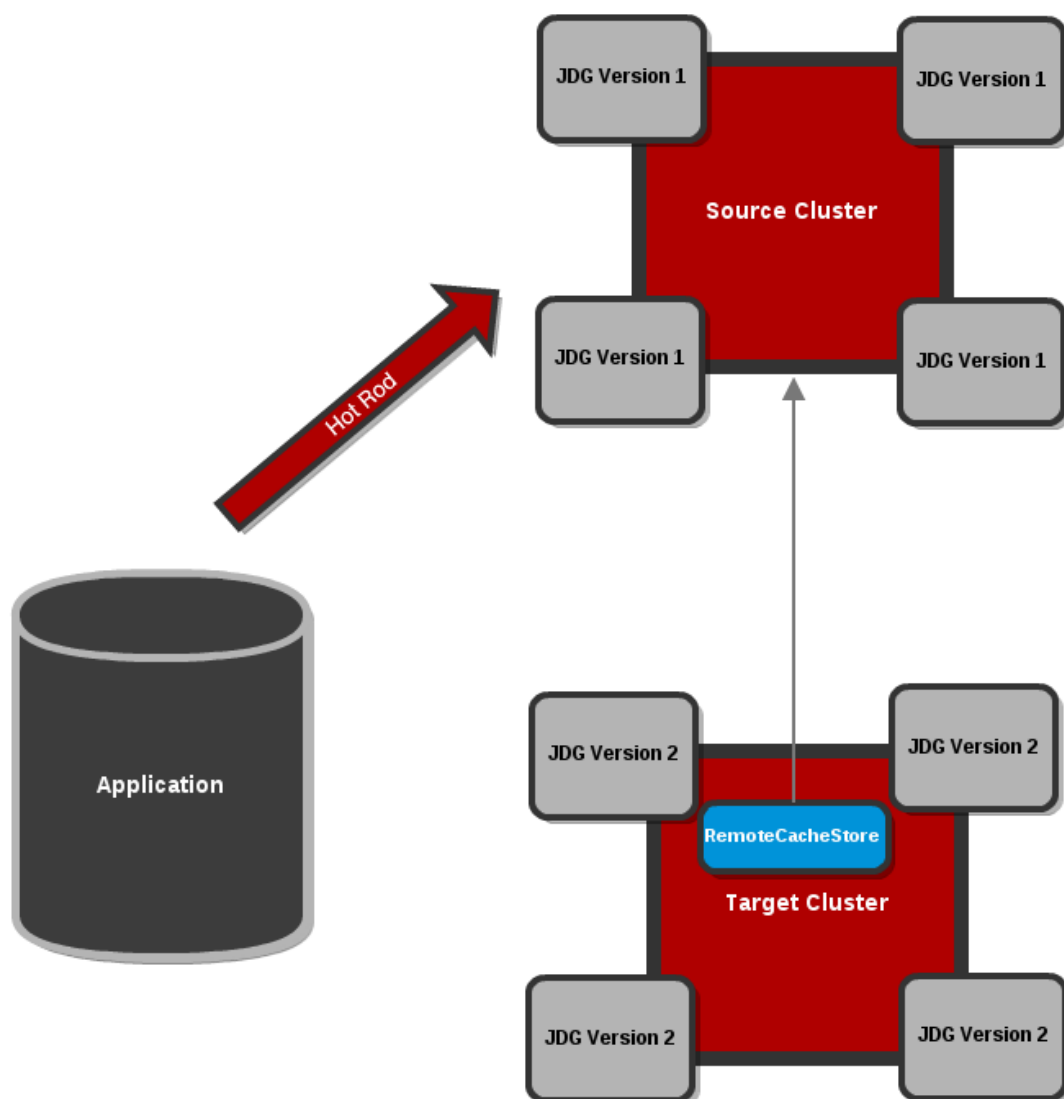 JDG Version 1
JDG Version 1
Source Cluster
JDG Version 1
JDG Version 1
Hot Rod
Application
JDG Version 2
JDG Version 2
RemoteCacheStore
Target Cluster
JDG Version 2
JDG Version 2